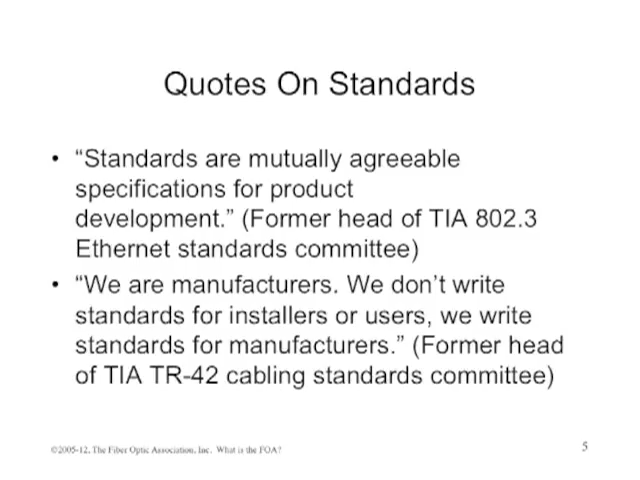 Quotes On Standards
• “Standards are mutually agreeable
specifications for product
development.” (Former head of TIA 802.3
Ethernet standards committee)
• “We are manufacturers. We don’t write
standards for installers or users, we write
standards for manufacturers.” (Former head
of TIA TR-42 cabling standards committee)
©2005-12, The Fiber Optic Association, Inc. What is the FOA?
5